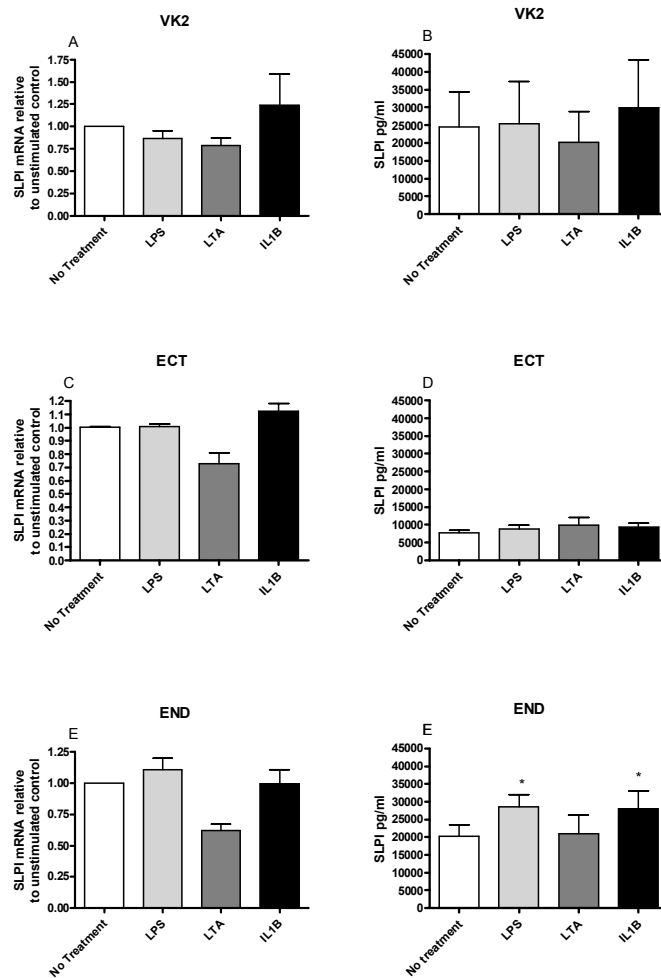 VK2
A
SLPI mRNA relative
to unstimulated control
1.75
1.50
1.25
1.00
0.75
0.50
0.25
0.00
No Treatment
LPS
LTA
IL1B
VK2
B
SLPI pg/ml
45000
40000
35000
30000
25000
20000
15000
10000
5000
0
No Treatment
LPS
LTA
IL1B
ECT
C
SLPI mRNA relative
to unstimulated control
1.2
1.1
1.0
0.9
0.8
0.7
0.6
0.5
0.4
0.3
0.2
0.1
0.0
No Treatment
LPS
LTA
IL1B
ECT
D
SLPI pg/ml
45000
40000
35000
30000
25000
20000
15000
10000
5000
0
No Treatment
LPS
LTA
IL1B
END
E
SLPI mRNA relative
to unstimulated control
1.25
1.00
0.75
0.50
0.25
0.00
No Treatment
LPS
LTA
IL1B
END
E
SLPI pg/ml
45000
40000
35000
30000
25000
20000
15000
10000
5000
0
*
*
No treatment
LPS
LTA
IL1B